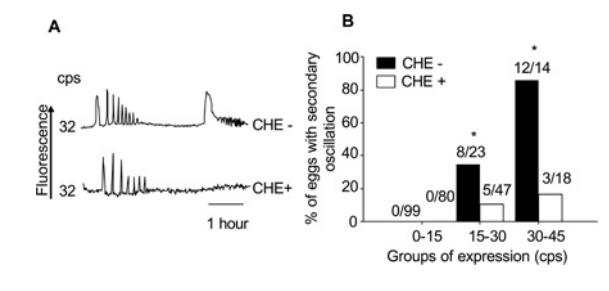 A
cps
Fluorescence
32
CHE -
32
CHE+
1 hour
B
% of eggs with secondary
oscillation
100
80
60
40
20
0
CHE -
CHE +
*
12/14
*
8/23
3/18
0/80
5/47
0/99
0-15
15-30
30-45
Groups of expression (cps)